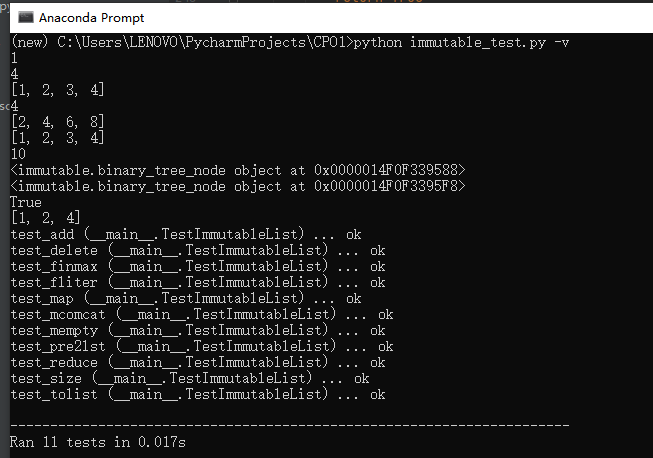 Anaconda Prompt
(new) C:\Users\LENOVO\PycharmProjects\CPO1>python immutable_test.py -v
1
4
[1, 2, 3, 4]
4
[2, 4, 6, 8]
[1, 2, 3, 4]
10
<immutable.binary_tree_node object at 0x0000014F0F339588>
<immutable.binary_tree_node object at 0x0000014F0F3395F8>
True
[1, 2, 4]
test_add (__main__.TestImmutableList) ... ok
test_delete (__main__.TestImmutableList) ... ok
test_finmax (__main__.TestImmutableList) ... ok
test_fliter (__main__.TestImmutableList) ... ok
test_map (__main__.TestImmutableList) ... ok
test_mcomcat (__main__.TestImmutableList) ... ok
test_mempty (__main__.TestImmutableList) ... ok
test_pre2lst (__main__.TestImmutableList) ... ok
test_reduce (__main__.TestImmutableList) ... ok
test_size (__main__.TestImmutableList) ... ok
test_tolist (__main__.TestImmutableList) ... ok
----------------------------------------------------------------------
Ran 11 tests in 0.017s